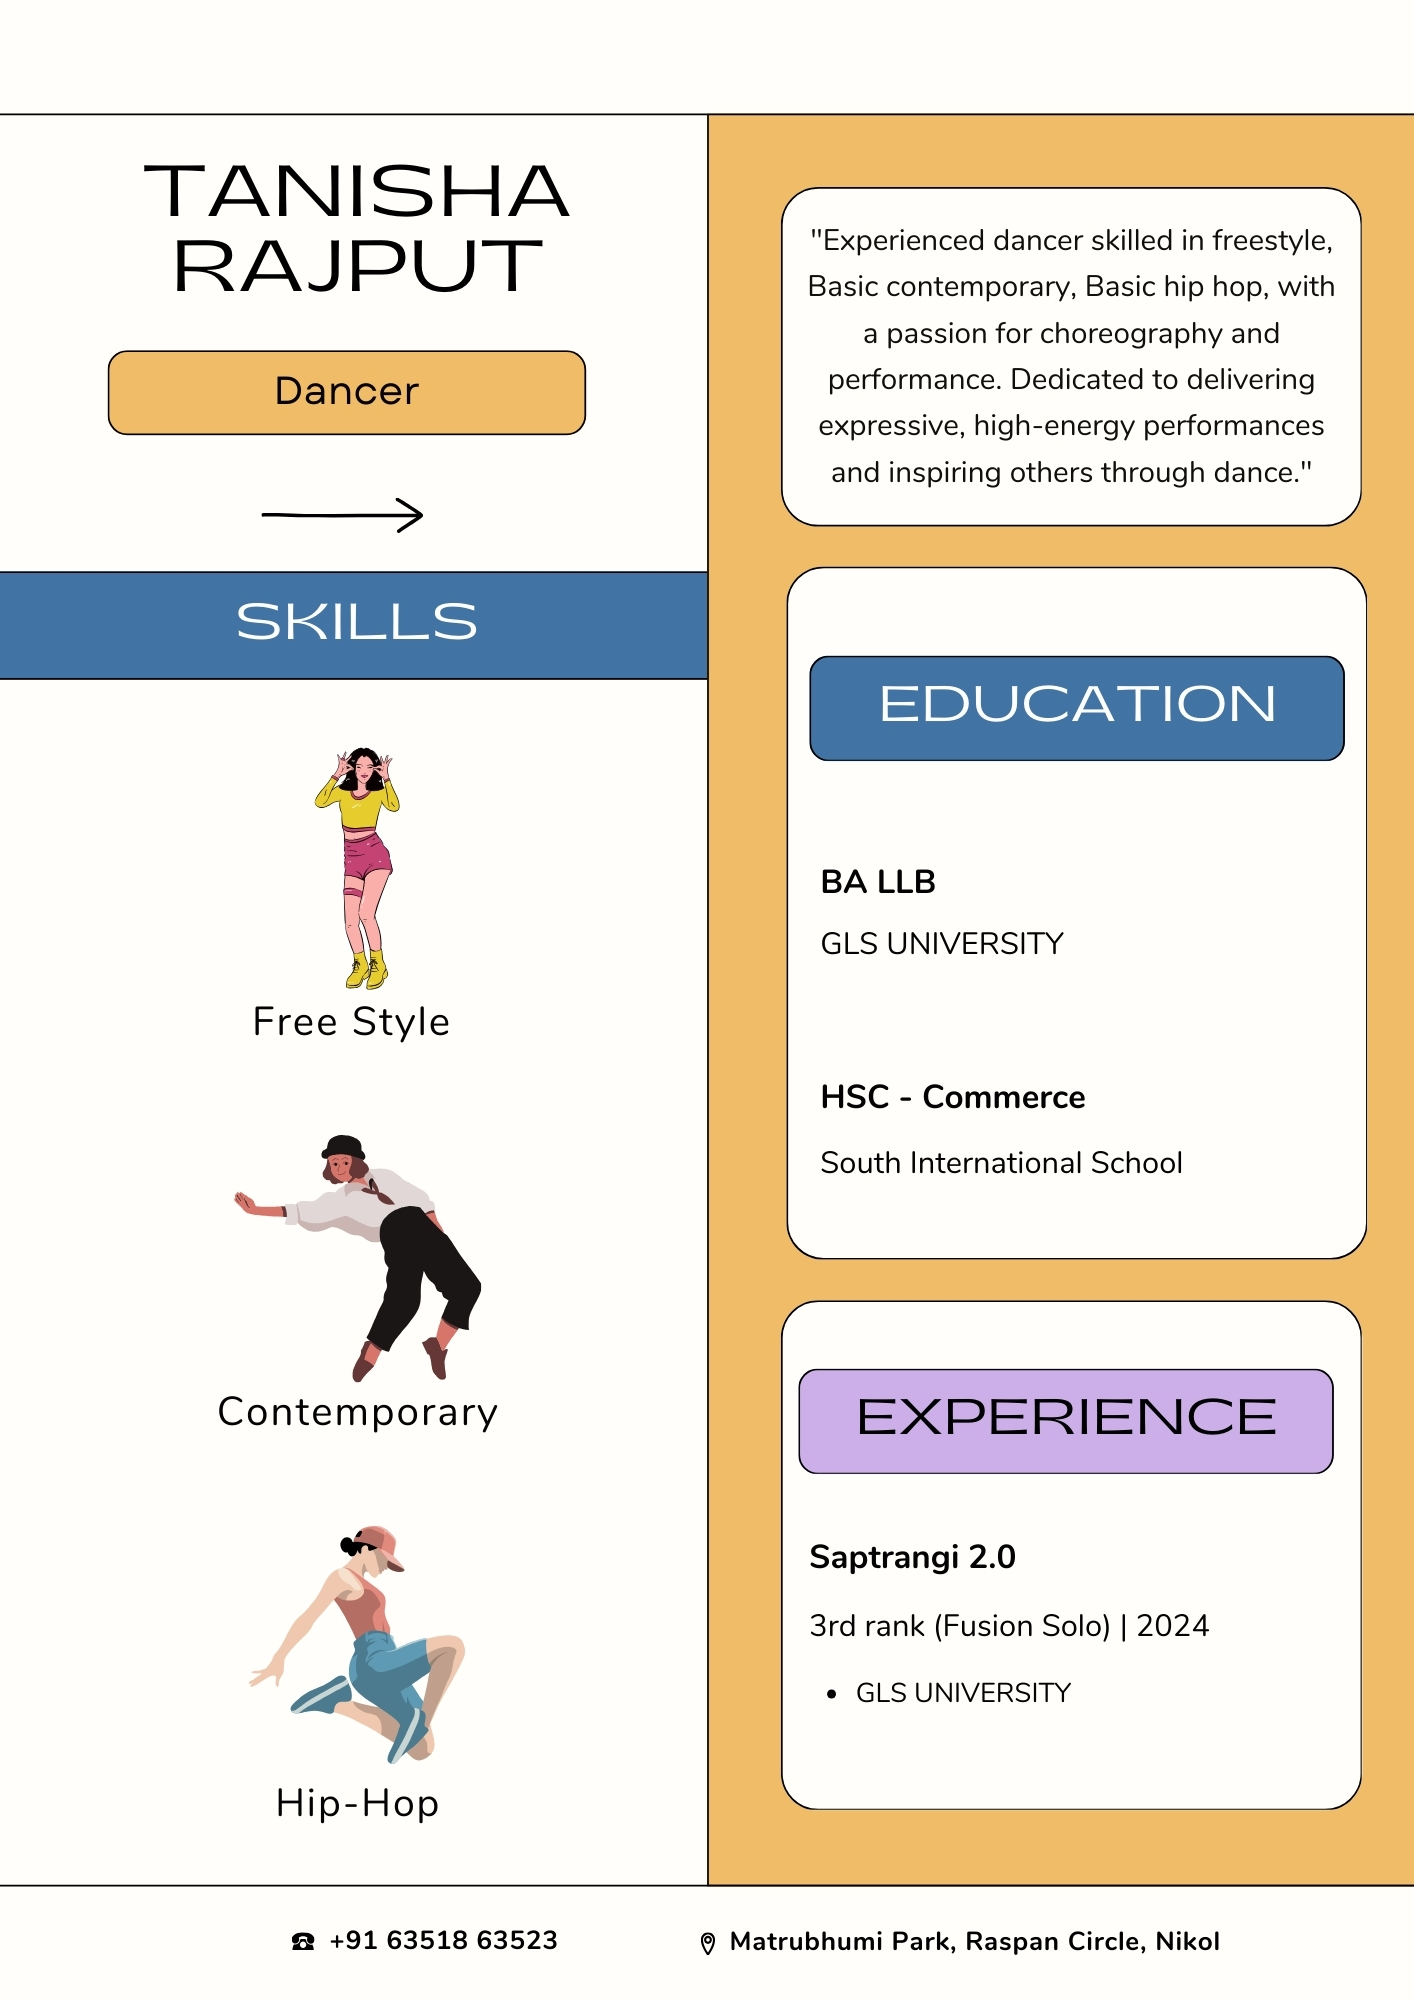 TANISHA
RAJPUT
Dancer
SKILLS
Free Style
Contemporary
Hip-Hop
"Experienced dancer skilled in freestyle,
Basic contemporary, Basic hip hop, with
a passion for choreography and
performance. Dedicated to delivering
expressive, high-energy performances
and inspiring others through dance."
EDUCATION
BA LLB
GLS UNIVERSITY
HSC - Commerce
South International School
EXPERIENCE
Saptrangi 2.0
3rd rank (Fusion Solo) | 2024
• GLS UNIVERSITY
+91 63518 63523
Matrubhumi Park, Raspan Circle, Nikol